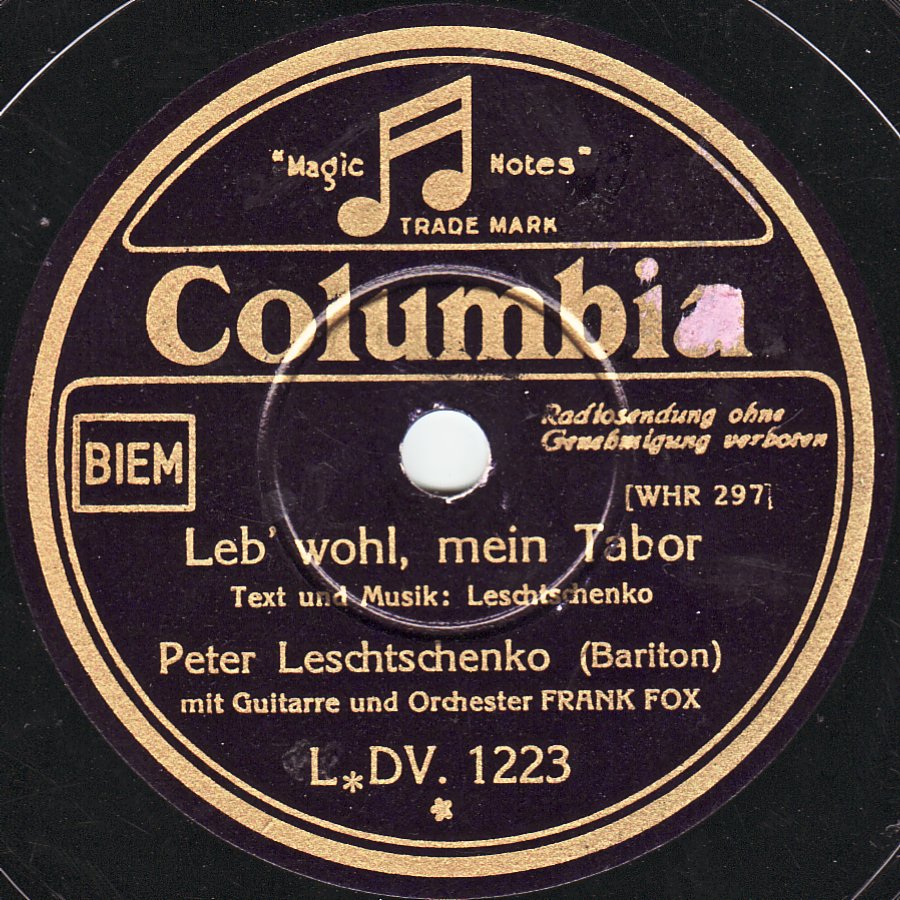 "Magic Notes"
TRADE MARK
Columbia
BIEM
Radiosendung ohne
Genehmigung verboten
[WHR 297]
Leb' wohl, mein Tabor
Text und Musik: Leschtschenko
Peter Leschtschenko (Bariton)
mit Guitarre und Orchester FRANK FOX
L*DV. 1223
*